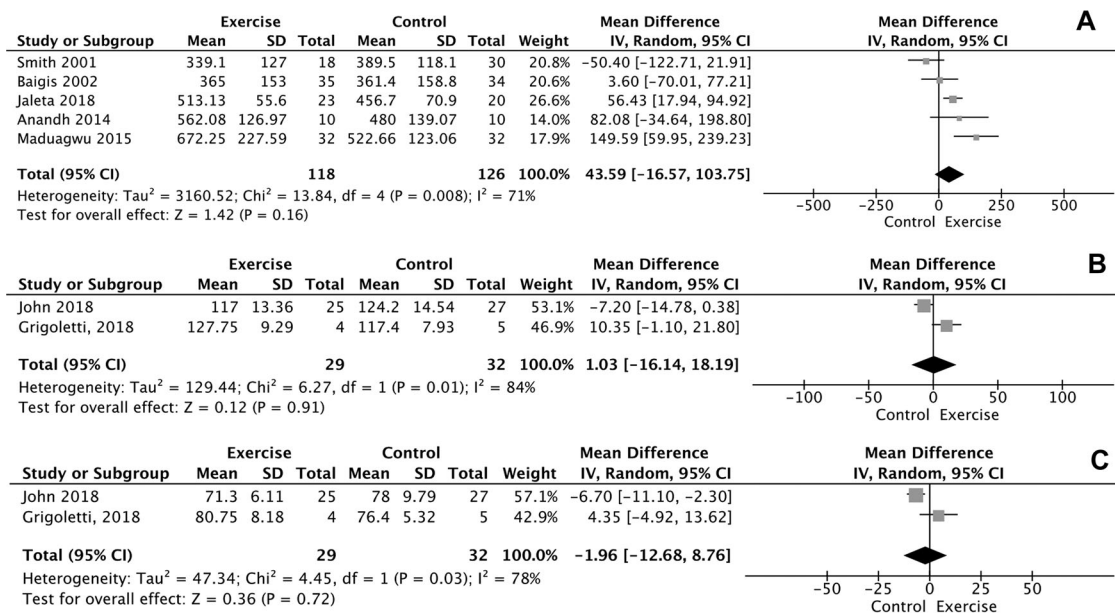 A
Exercise Control Mean Difference Mean Difference
Study or Subgroup Mean SD Total Mean SD Total Weight IV, Random, 95% CI IV, Random, 95% CI
Smith 2001 339.1 127 18 389.5 118.1 30 20.8% -50.40 [-122.71, 21.91]
Baigis 2002 365 153 35 361.4 158.8 34 20.6% 3.60 [-70.01, 77.21]
Jaleta 2018 513.13 55.6 23 456.7 70.9 20 26.6% 56.43 [17.94, 94.92]
Anandh 2014 562.08 126.97 10 480 139.07 10 14.0% 82.08 [-34.64, 198.80]
Maduagwu 2015 672.25 227.59 32 522.66 123.06 32 17.9% 149.59 [59.95, 239.23]
Total (95% CI) 118 126 100.0% 43.59 [-16.57, 103.75]
Heterogeneity: Tau² = 3160.52; Chi² = 13.84, df = 4 (P = 0.008); I² = 71%
Test for overall effect: Z = 1.42 (P = 0.16)
-500 -250 0 250 500
Control Exercise
B
Exercise Control Mean Difference Mean Difference
Study or Subgroup Mean SD Total Mean SD Total Weight IV, Random, 95% CI IV, Random, 95% CI
John 2018 117 13.36 25 124.2 14.54 27 53.1% -7.20 [-14.78, 0.38]
Grigoletti, 2018 127.75 9.29 4 117.4 7.93 5 46.9% 10.35 [-1.10, 21.80]
Total (95% CI) 29 32 100.0% 1.03 [-16.14, 18.19]
Heterogeneity: Tau² = 129.44; Chi² = 6.27, df = 1 (P = 0.01); I² = 84%
Test for overall effect: Z = 0.12 (P = 0.91)
-100 -50 0 50 100
Control Exercise
C
Exercise Control Mean Difference Mean Difference
Study or Subgroup Mean SD Total Mean SD Total Weight IV, Random, 95% CI IV, Random, 95% CI
John 2018 71.3 6.11 25 78 9.79 27 57.1% -6.70 [-11.10, -2.30]
Grigoletti, 2018 80.75 8.18 4 76.4 5.32 5 42.9% 4.35 [-4.92, 13.62]
Total (95% CI) 29 32 100.0% -1.96 [-12.68, 8.76]
Heterogeneity: Tau² = 47.34; Chi² = 4.45, df = 1 (P = 0.03); I² = 78%
Test for overall effect: Z = 0.36 (P = 0.72)
-50 -25 0 25 50
Control Exercise